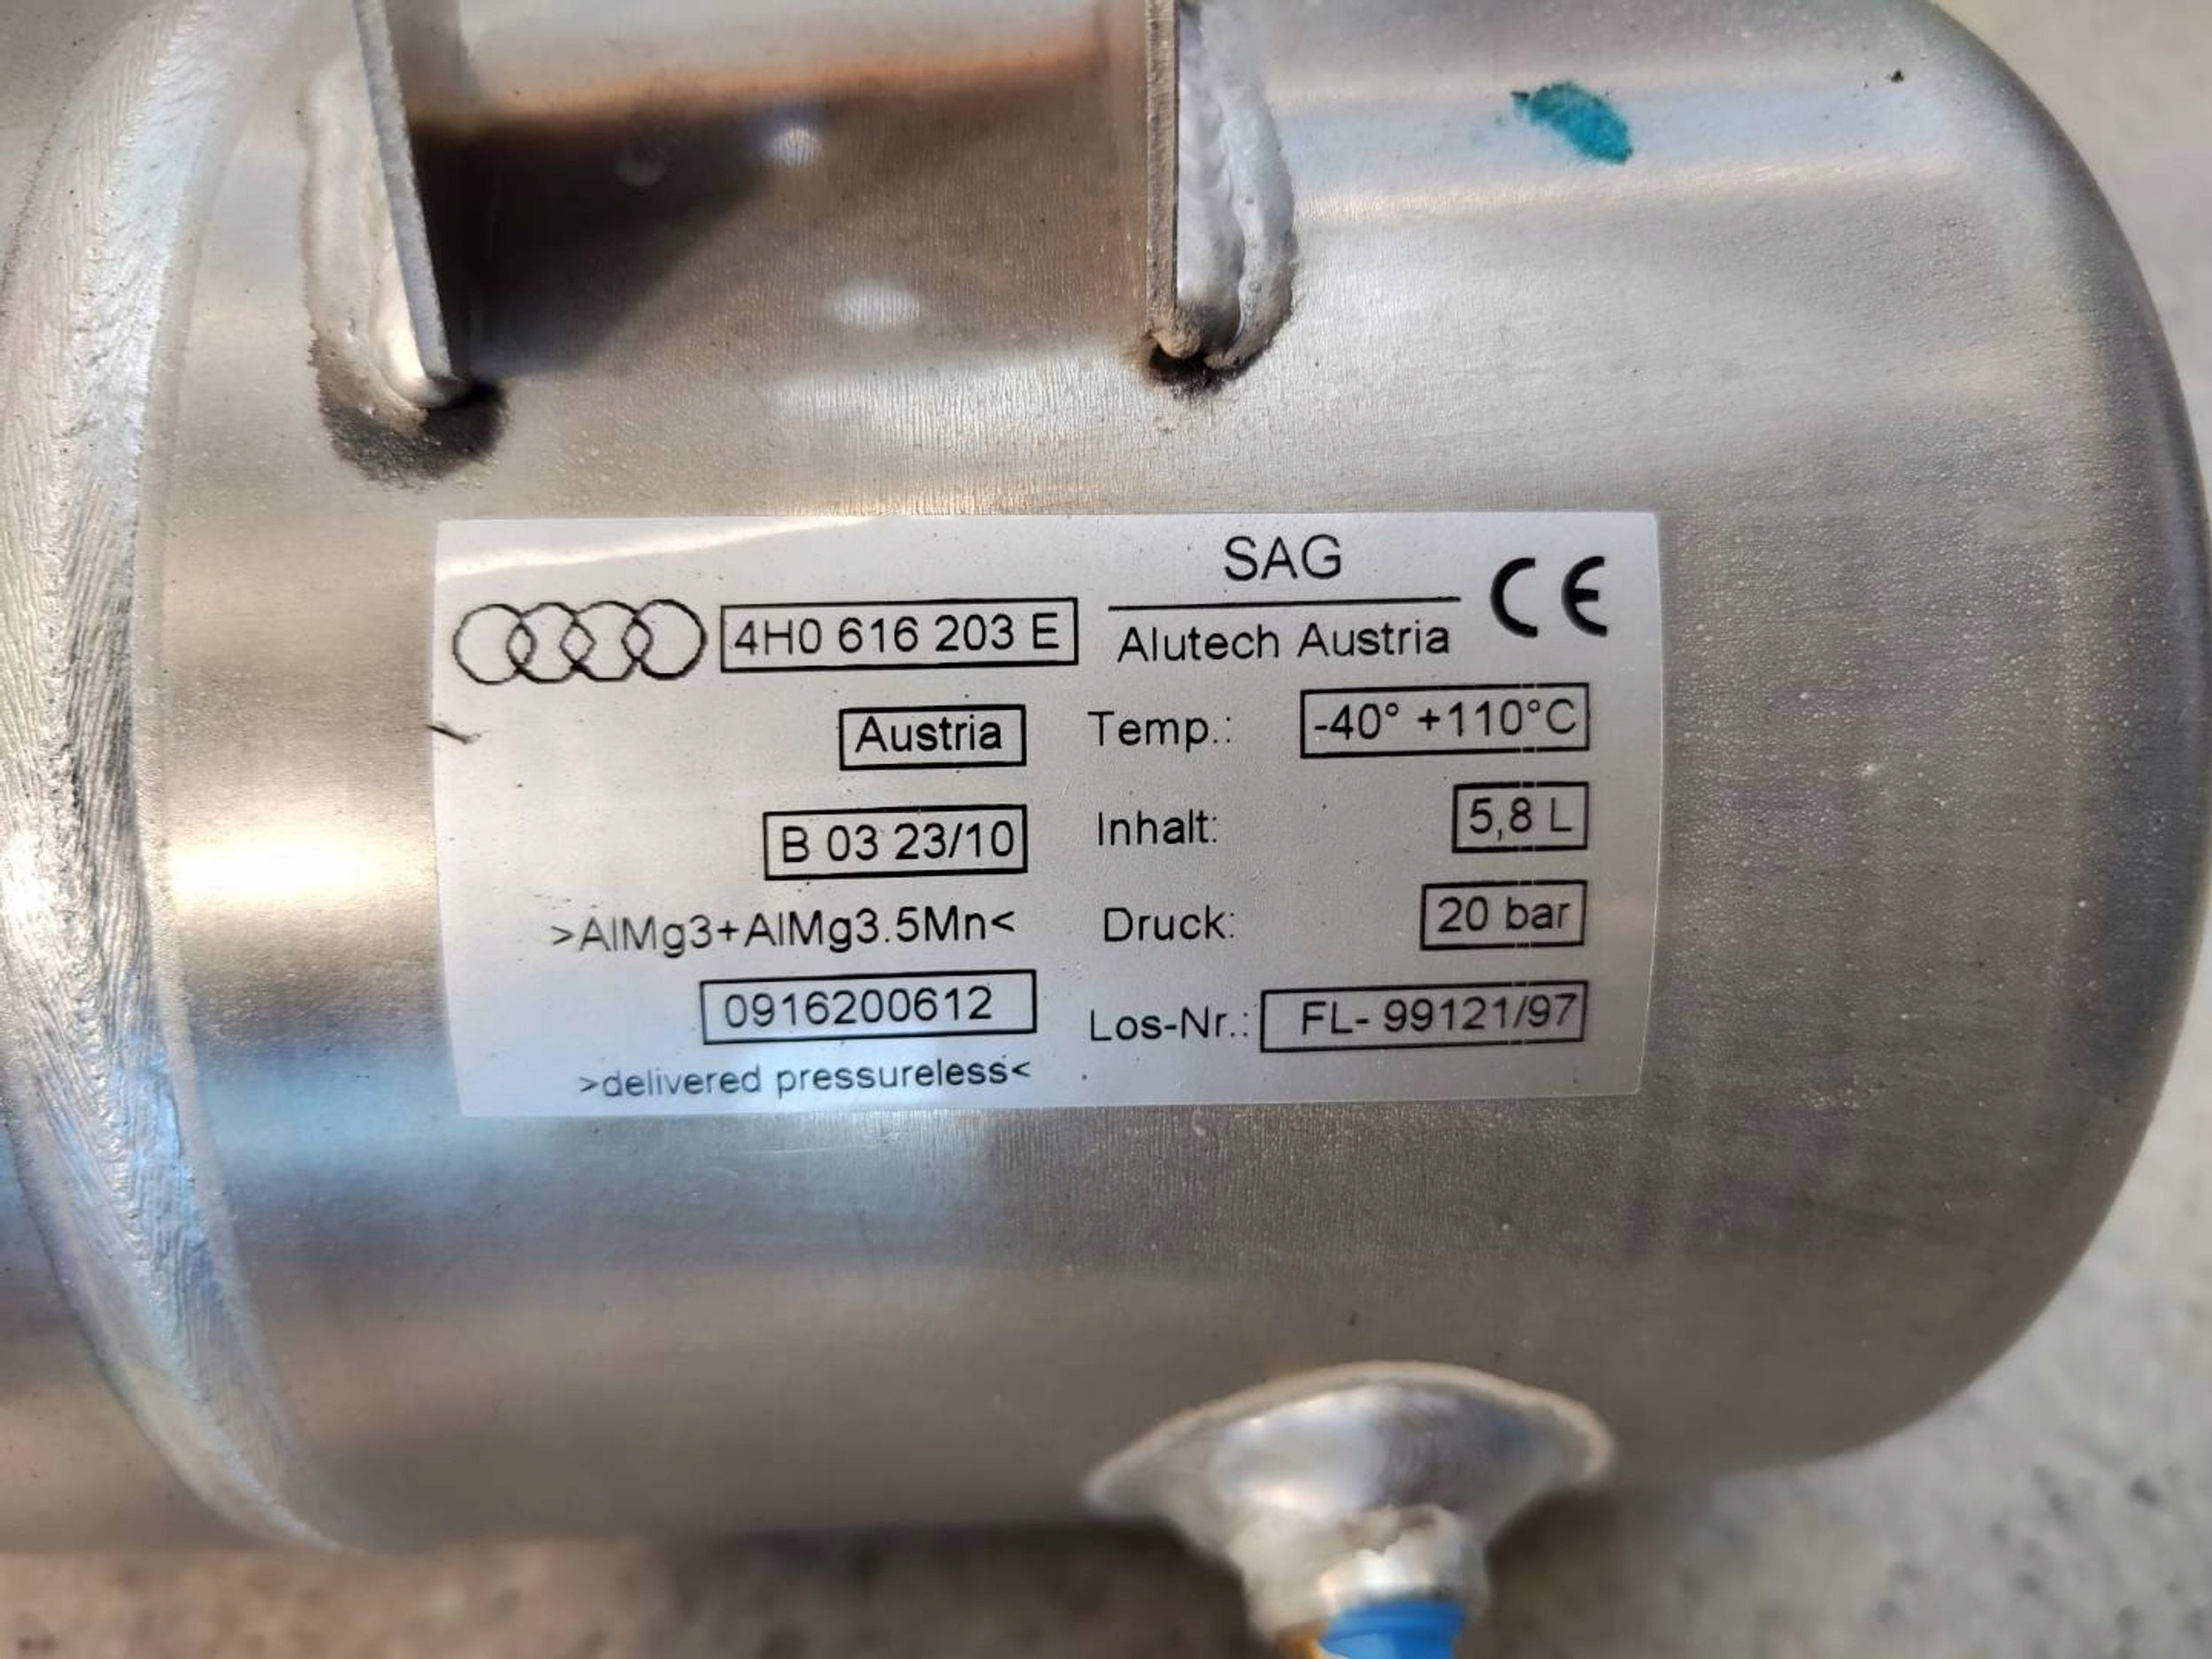 SAG
4H0 616 203 E
Alutech Austria
CE
Austria
Temp.: -40° +110°C
B 03 23/10
Inhalt: 5,8 L
>AlMg3+AlMg3.5Mn<
Druck: 20 bar
0916200612
Los-Nr.: FL- 99121/97
>delivered pressureless<